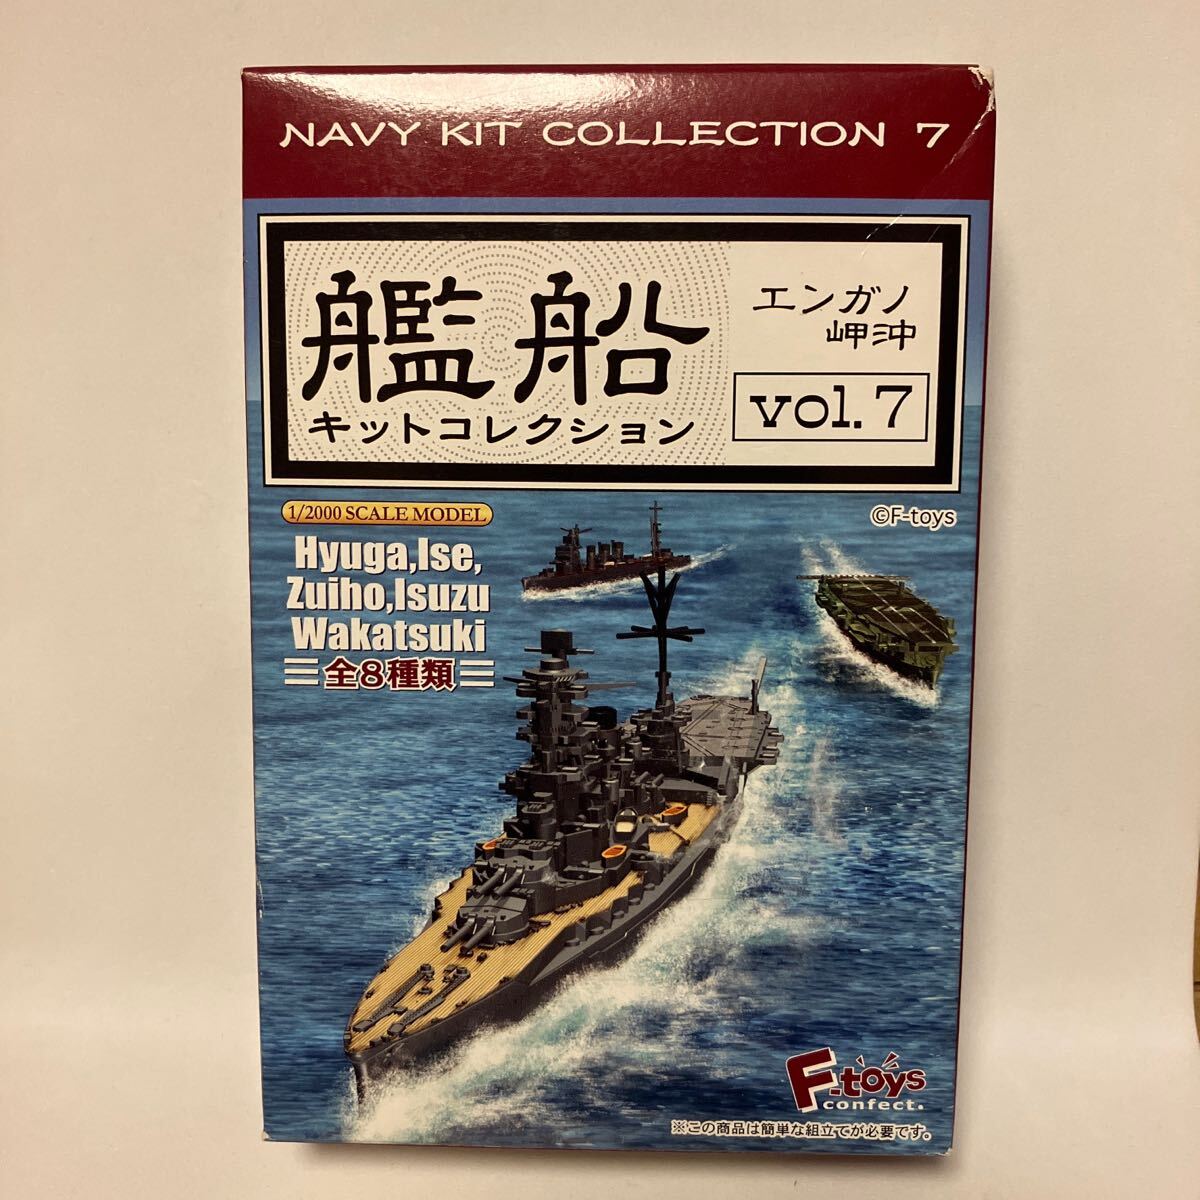 NAVY KIT COLLECTION 7
艦船
キットコレクション
エンガノ
岬沖
vol.7
1/2000 SCALE MODEL
©F-toys
Hyuga,Ise,
Zuiho,Isuzu
Wakatsuki
全8種類
F-toys
confect.
※この商品は簡単な組立てが必要です。